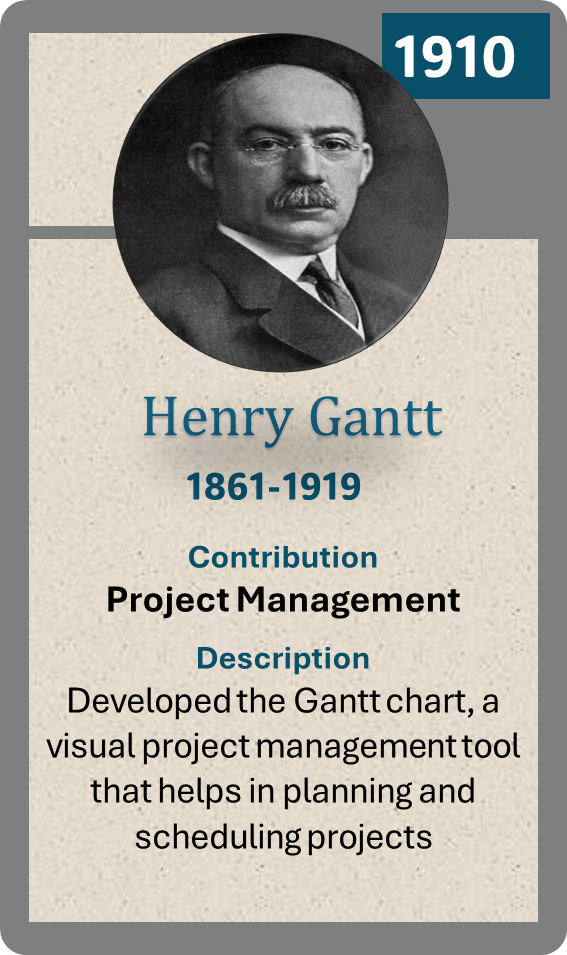 1910
Henry Gantt
1861-1919
Contribution
Project Management
Description
Developed the Gantt chart, a
visual project management tool
that helps in planning and
scheduling projects